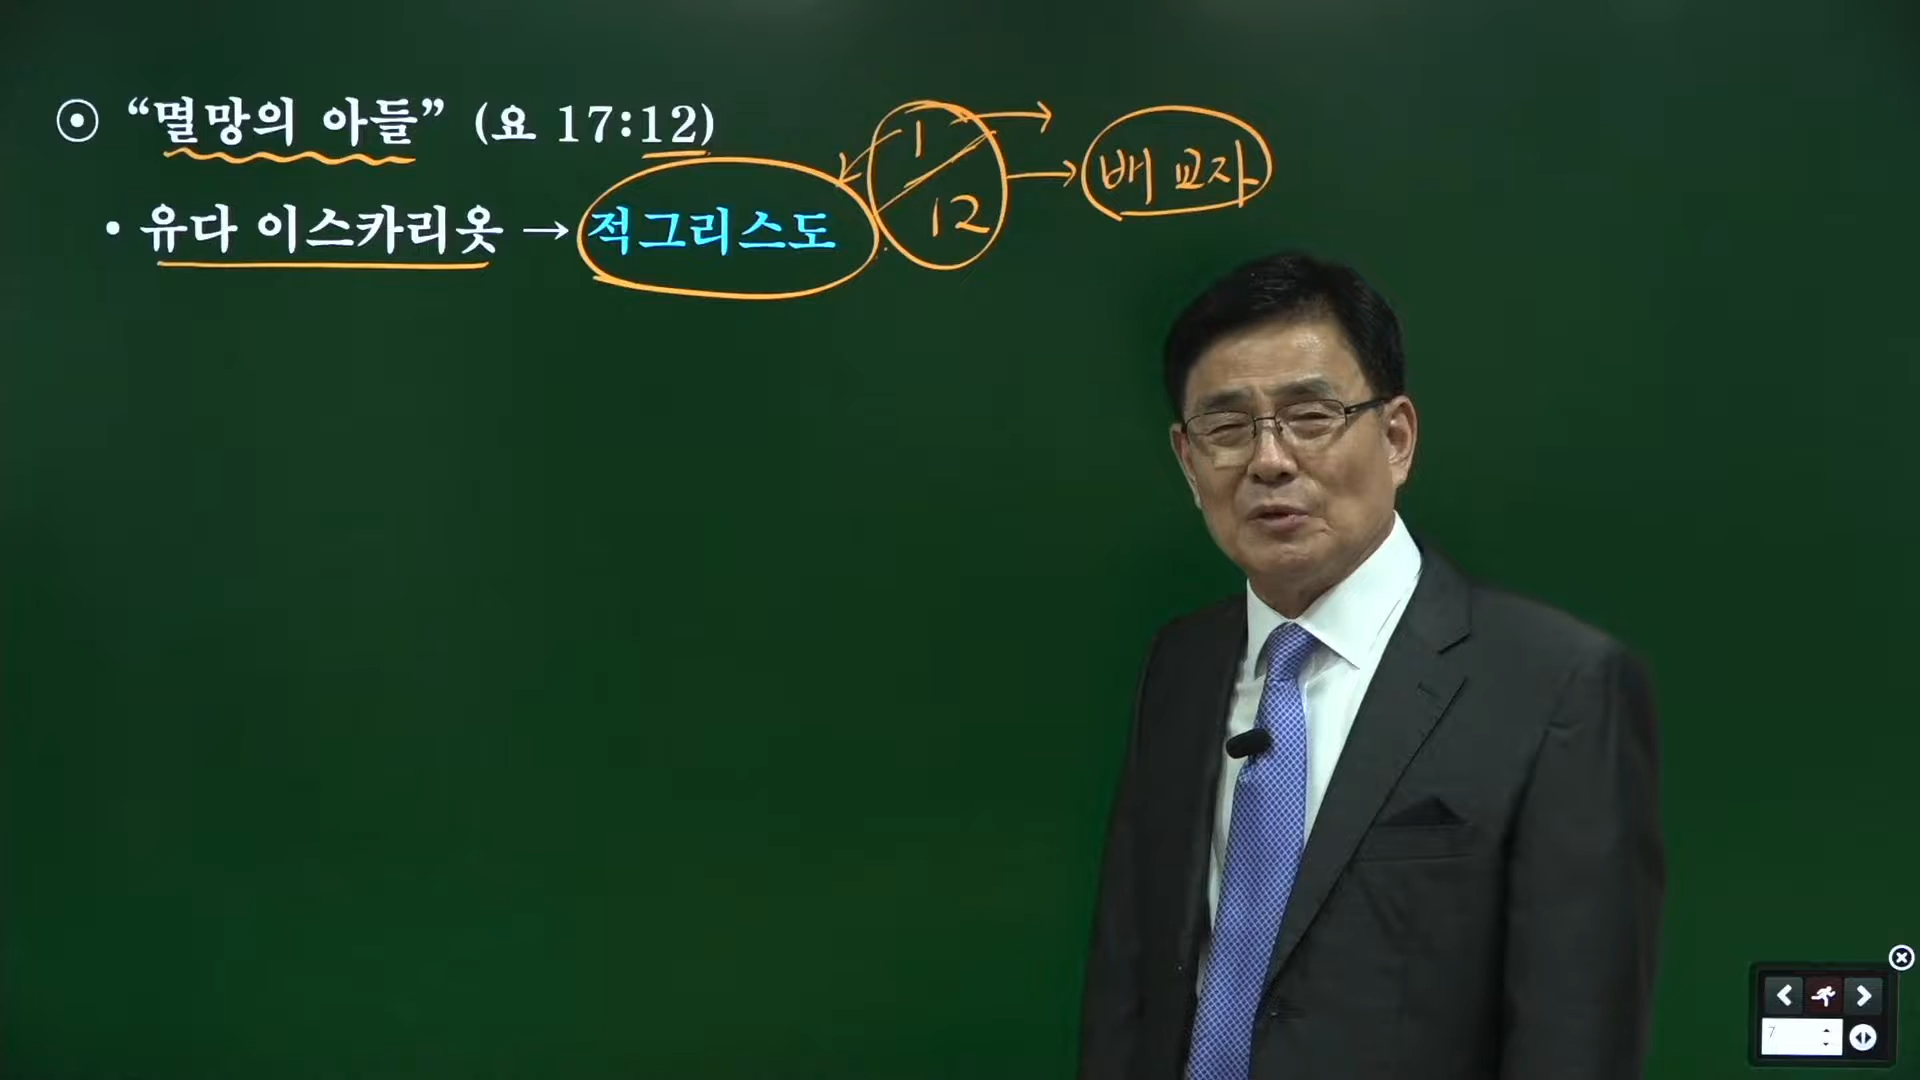 ⊙ “멸망의 아들” (요 17:12)
• 유다 이스카리옷 → 적그리스도
1/12 → 배교자
7